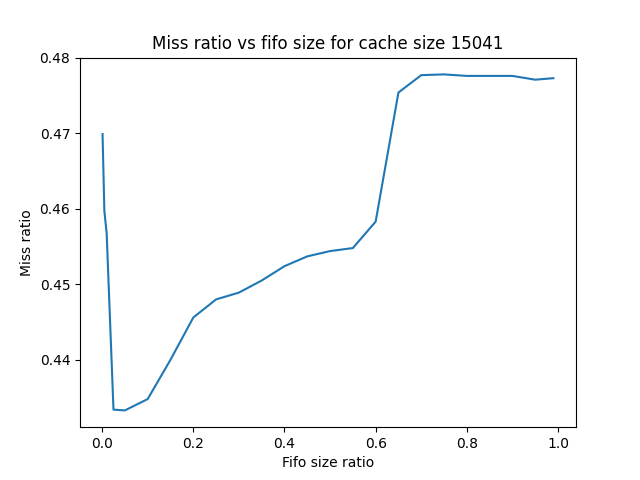 Miss ratio vs fifo size for cache size 15041
0.48
0.47
0.46
0.45
0.44
Miss ratio
0.0 0.2 0.4 0.6 0.8 1.0
Fifo size ratio